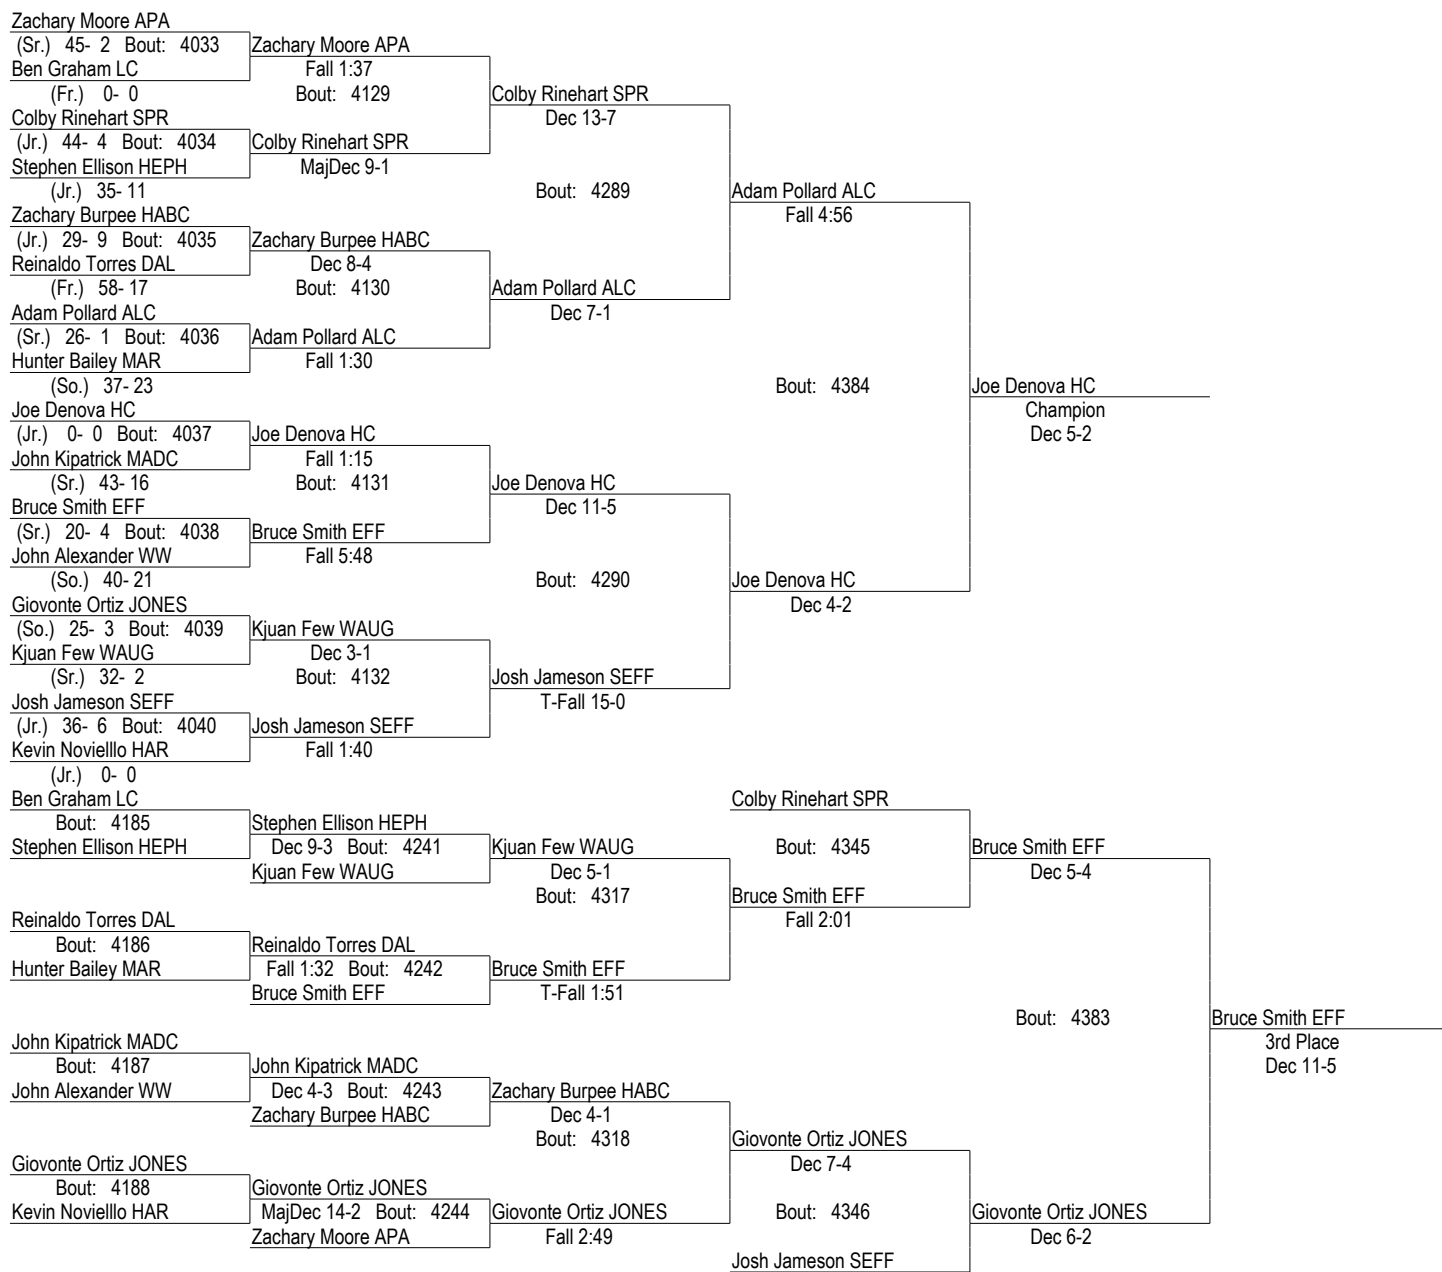 Zachary Moore APA
(Sr.) 45- 2 Bout: 4033 Zachary Moore APA
Ben Graham LC Fall 1:37
(Fr.) 0- 0 Bout: 4129 Colby Rinehart SPR
Colby Rinehart SPR Dec 13-7
(Jr.) 44- 4 Bout: 4034 Colby Rinehart SPR
Stephen Ellison HEPH MajDec 9-1
(Jr.) 35- 11 Bout: 4289 Adam Pollard ALC
Zachary Burpee HABC Fall 4:56
(Jr.) 29- 9 Bout: 4035 Zachary Burpee HABC
Reinaldo Torres DAL Dec 8-4
(Fr.) 58- 17 Bout: 4130 Adam Pollard ALC
Adam Pollard ALC Dec 7-1
(Sr.) 26- 1 Bout: 4036 Adam Pollard ALC
Hunter Bailey MAR Fall 1:30
(So.) 37- 23 Bout: 4384 Joe Denova HC
Joe Denova HC Champion
(Jr.) 0- 0 Bout: 4037 Joe Denova HC Dec 5-2
John Kipatrick MADC Fall 1:15
(Sr.) 43- 16 Bout: 4131 Joe Denova HC
Bruce Smith EFF Dec 11-5
(Sr.) 20- 4 Bout: 4038 Bruce Smith EFF
John Alexander WW Fall 5:48
(So.) 40- 21 Bout: 4290 Joe Denova HC
Giovonte Ortiz JONES Dec 4-2
(So.) 25- 3 Bout: 4039 Kjuan Few WAUG
Kjuan Few WAUG Dec 3-1
(Sr.) 32- 2 Bout: 4132 Josh Jameson SEFF
Josh Jameson SEFF T-Fall 15-0
(Jr.) 36- 6 Bout: 4040 Josh Jameson SEFF
Kevin Novielllo HAR Fall 1:40
(Jr.) 0- 0
Ben Graham LC Colby Rinehart SPR
Bout: 4185 Stephen Ellison HEPH
Stephen Ellison HEPH Dec 9-3 Bout: 4241 Kjuan Few WAUG Bout: 4345 Bruce Smith EFF
Kjuan Few WAUG Dec 5-1 Dec 5-4
Bout: 4317 Bruce Smith EFF
Reinaldo Torres DAL Fall 2:01
Bout: 4186 Reinaldo Torres DAL
Hunter Bailey MAR Fall 1:32 Bout: 4242 Bruce Smith EFF
Bruce Smith EFF T-Fall 1:51
Bout: 4383 Bruce Smith EFF
John Kipatrick MADC 3rd Place
Bout: 4187 John Kipatrick MADC Dec 11-5
John Alexander WW Dec 4-3 Bout: 4243 Zachary Burpee HABC
Zachary Burpee HABC Dec 4-1
Bout: 4318 Giovonte Ortiz JONES
Giovonte Ortiz JONES Dec 7-4
Bout: 4188 Giovonte Ortiz JONES
Kevin Novielllo HAR MajDec 14-2 Bout: 4244 Giovonte Ortiz JONES Bout: 4346 Giovonte Ortiz JONES
Zachary Moore APA Fall 2:49 Dec 6-2
Josh Jameson SEFF